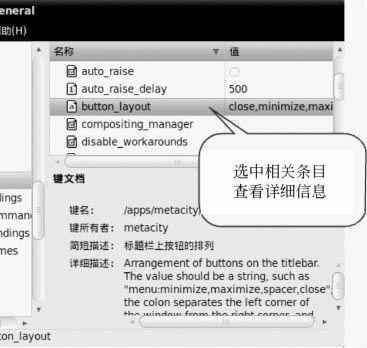 eneral
助(H)
名称 值
auto_raise
auto_raise_delay 500
button_layout close,minimize,maxi
compositing_manager
disable_workarounds
键文档
键名: /apps/metacity
键所有者: metacity
简短描述: 标题栏上按钮的排列
详细描述: Arrangement of buttons on the titlebar.
The value should be a string, such as
"menu:minimize,maximize,spacer,close",
the colon separates the left corner of
the window from the right corner, and
选中相关条目
查看详细信息
ings
mman
ndings
mes
ton_layout